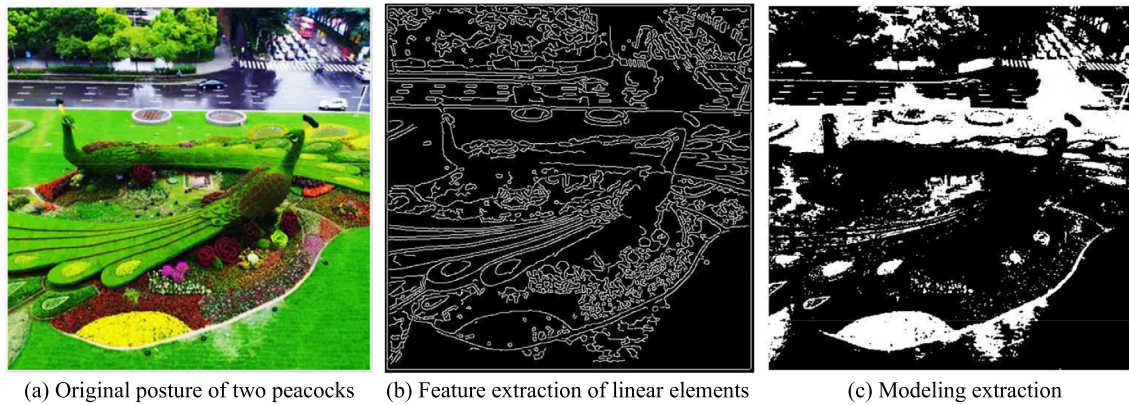 (a) Original posture of two peacocks
(b) Feature extraction of linear elements
(c) Modeling extraction